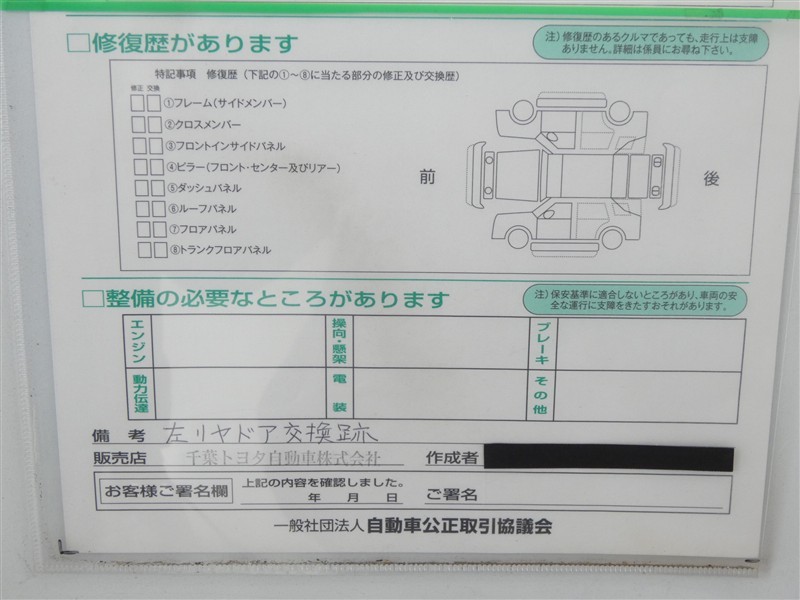 □修復歴があります
注）修復歴のあるクルマであっても、走行上は支障
ありません。詳細は係員にお尋ね下さい。
特記事項　修復歴（下記の①〜⑧に当たる部分の修正及び交換歴）
修正 交換
①フレーム（サイドメンバー）
②クロスメンバー
③フロントインサイドパネル
④ピラー（フロント・センター及びリアー）
⑤ダッシュパネル
⑥ルーフパネル
⑦フロアパネル
⑧トランクフロアパネル
前
後
□整備の必要なところがあります
注）保安基準に適合しないところがあり、車両の安
全な運行に支障をきたすおそれがあります。
エンジン
操向・懸架
ブレーキ
動力伝達
電装
その他
備考 左リヤドア交換跡
販売店 千葉トヨタ自動車株式会社 作成者
お客様ご署名欄
上記の内容を確認しました。
年 月 日 ご署名
一般社団法人 自動車公正取引協議会